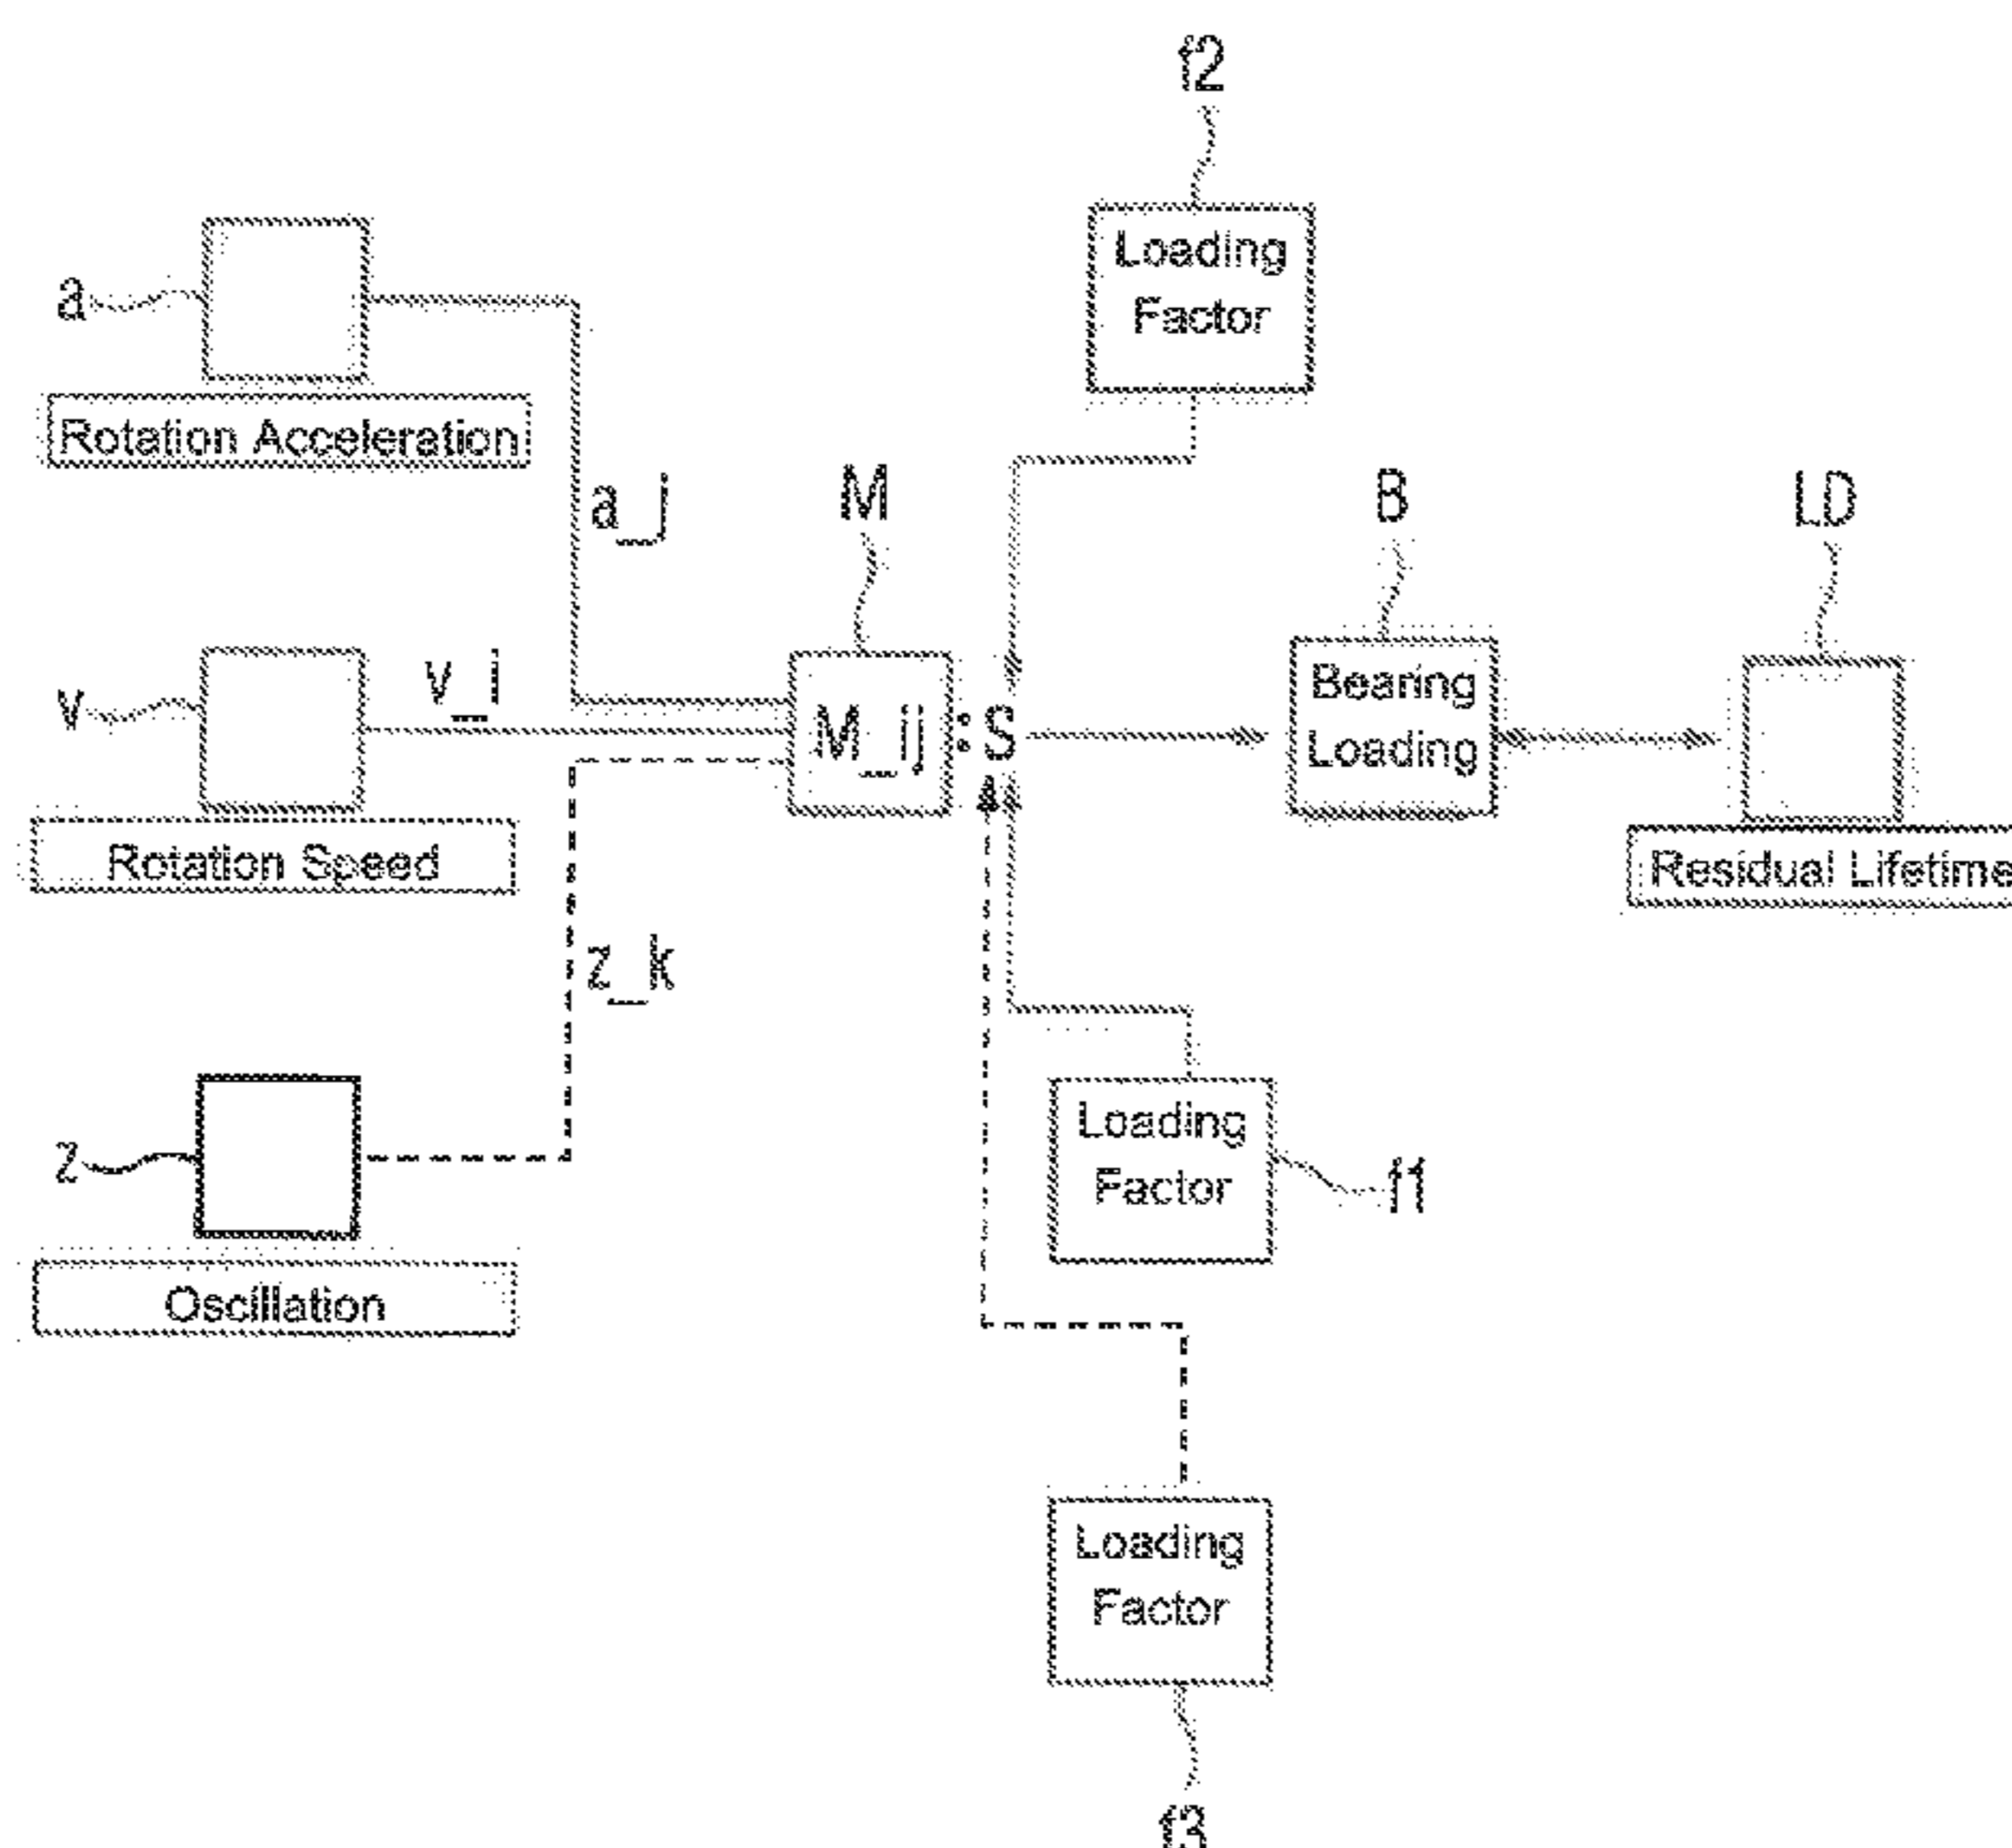 f2
Loading
Factor
a
Rotation Acceleration
a_j
M
B
LD
v
v_i
M_ij
:S
Bearing
Loading
Rotation Speed
Residual Lifetime
z_k
z
Loading
Factor
f1
Oscillation
Loading
Factor
f3